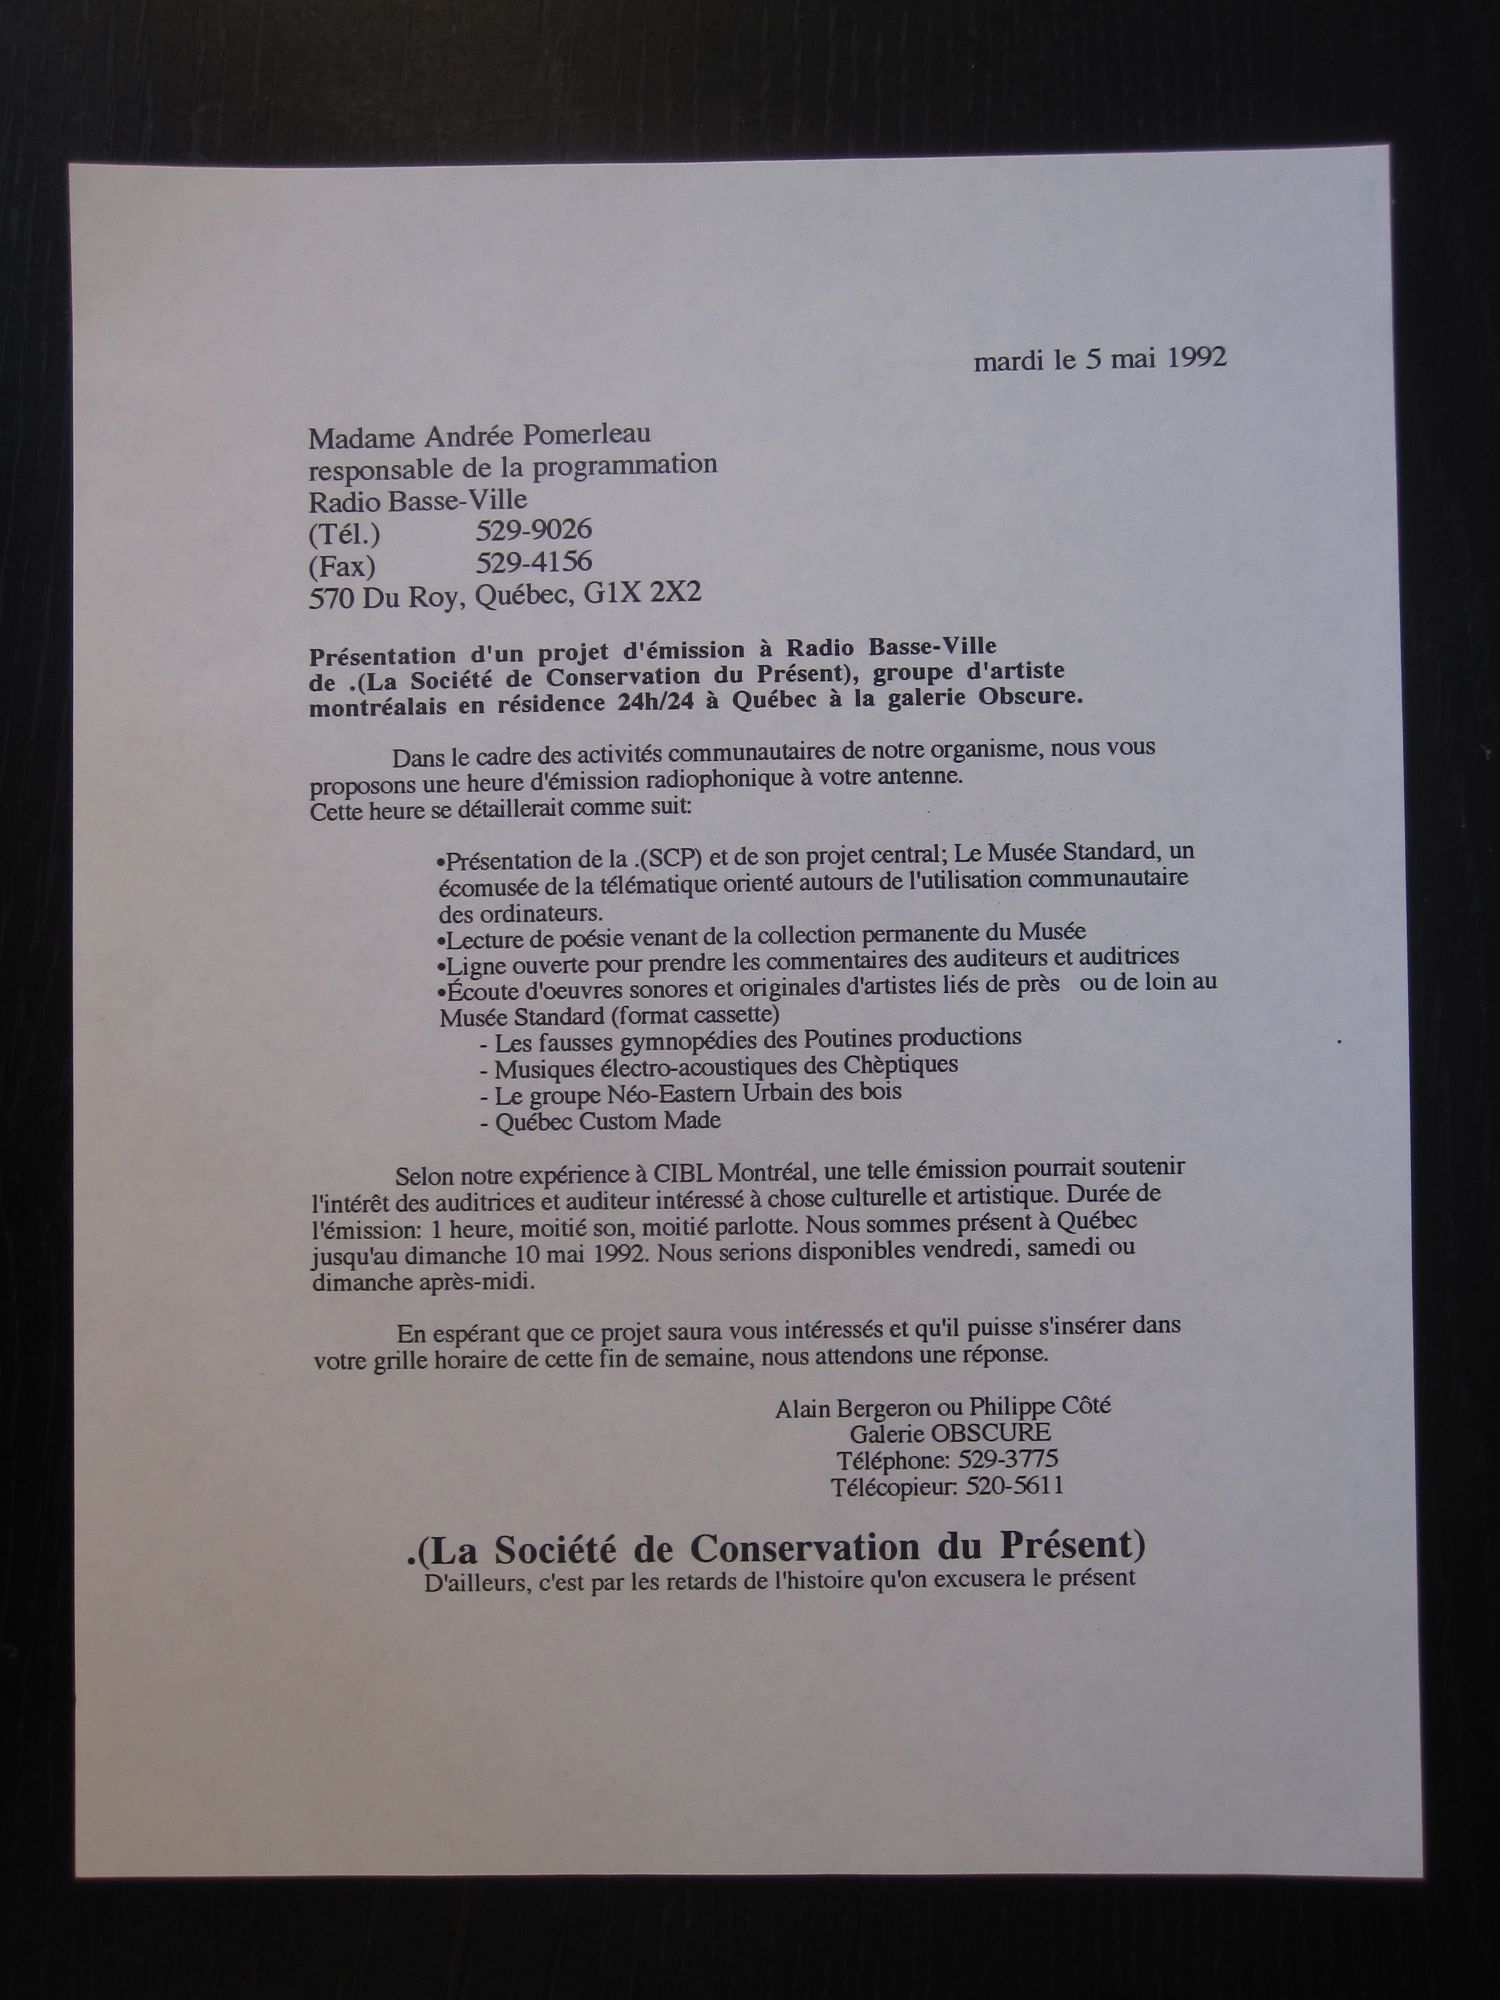 mardi le 5 mai 1992
Madame Andrée Pomerleau
responsable de la programmation
Radio Basse-Ville
(Tél.) 529-9026
(Fax) 529-4156
570 Du Roy, Québec, G1X 2X2
Présentation d'un projet d'émission à Radio Basse-Ville
de .(La Société de Conservation du Présent), groupe d'artiste
montréalais en résidence 24h/24 à Québec à la galerie Obscure.
Dans le cadre des activités communautaires de notre organisme, nous vous
proposons une heure d'émission radiophonique à votre antenne.
Cette heure se détaillerait comme suit:
•Présentation de la .(SCP) et de son projet central; Le Musée Standard, un
écomusée de la télématique orienté autours de l'utilisation communautaire
des ordinateurs.
•Lecture de poésie venant de la collection permanente du Musée
•Ligne ouverte pour prendre les commentaires des auditeurs et auditrices
•Écoute d'oeuvres sonores et originales d'artistes liés de près ou de loin au
Musée Standard (format cassette)
- Les fausses gymnopédies des Poutines productions
- Musiques électro-acoustiques des Chèptiques
- Le groupe Néo-Eastern Urbain des bois
- Québec Custom Made
Selon notre expérience à CIBL Montréal, une telle émission pourrait soutenir
l'intérêt des auditrices et auditeur intéressé à chose culturelle et artistique. Durée de
l'émission: 1 heure, moitié son, moitié parlotte. Nous sommes présent à Québec
jusqu'au dimanche 10 mai 1992. Nous serions disponibles vendredi, samedi ou
dimanche après-midi.
En espérant que ce projet saura vous intéressés et qu'il puisse s'insérer dans
votre grille horaire de cette fin de semaine, nous attendons une réponse.
Alain Bergeron ou Philippe Côté
Galerie OBSCURE
Téléphone: 529-3775
Télécopieur: 520-5611
.(La Société de Conservation du Présent)
D'ailleurs, c'est par les retards de l'histoire qu'on excusera le présent